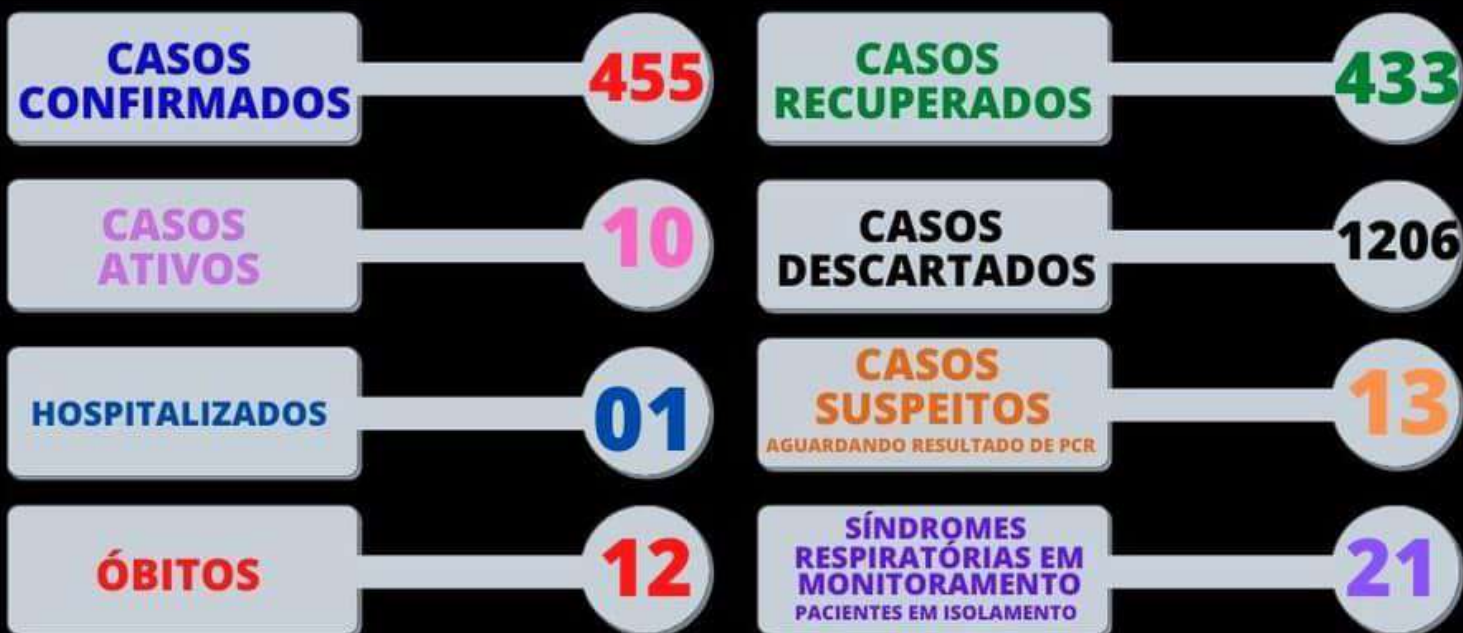 CASOS
CONFIRMADOS
455
CASOS
RECUPERADOS
433
CASOS
ATIVOS
10
CASOS
DESCARTADOS
1206
HOSPITALIZADOS
01
CASOS
SUSPEITOS
AGUARDANDO RESULTADO DE PCR
13
ÓBITOS
12
SÍNDROMES
RESPIRATÓRIAS EM
MONITORAMENTO
PACIENTES EM ISOLAMENTO
21